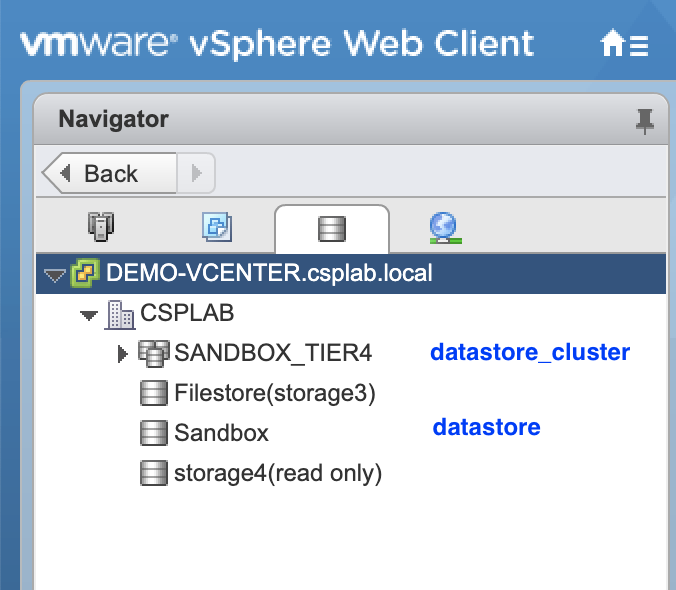 vmware® vSphere Web Client
Navigator
Back
DEMO-VCENTER.csplab.local
CSPLAB
SANDBOX_TIER4 datastore_cluster
Filestore(storage3)
Sandbox datastore
storage4(read only)